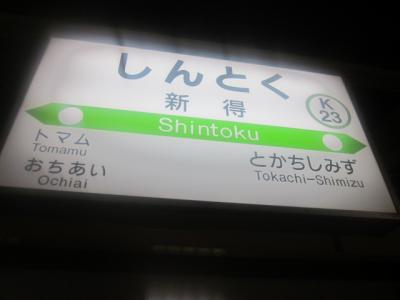 しんとく
新 得
K
23
Shintoku
トマム
Tomamu
おちあい
Ochiai
とかちしみず
Tokachi-Shimizu